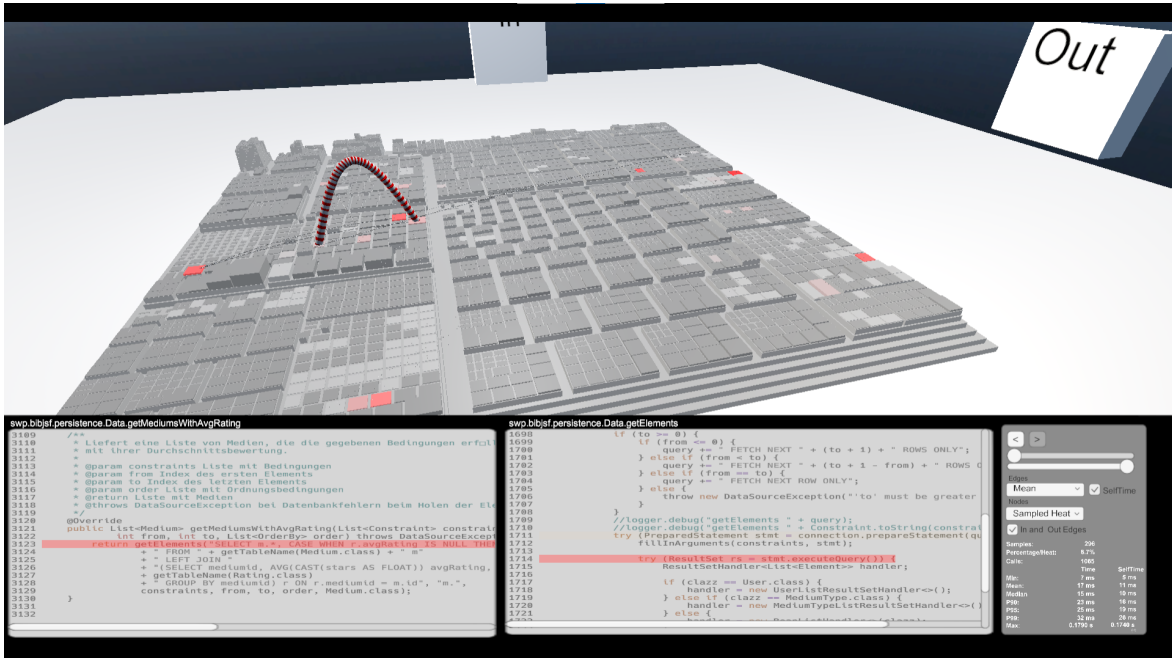 In
Out
swp.bibjsf.persistence.Data.getMediumsWithAvgRating
3109 /**
3110 * Liefert eine Liste von Medien, die die gegebenen Bedingungen
3111 * mit ihrer Durchschnittsbewertung.
3112 *
3113 * @param constraints Liste mit Bedingungen
3114 * @param from Index des ersten Elements
3115 * @param to Index des letzten Elements
3116 * @param order Liste mit Ordnungsbedingungen
3117 * @return Liste mit Medien
3118 * @throws DataSourceException bei Datenbankfehlern beim Holen der Ele
3119 */
3120 @Override
3121 public List<Medium> getMediumsWithAvgRating(List<Constraint> constrai
3122 int from, int to, List<OrderBy> order) throws DataSourceExcept
3123 return getElements("SELECT m.*, CASE WHEN r.avgRating IS NULL THEN
3124 + " FROM " + getTableName(Medium.class) + " m"
3125 + " LEFT JOIN "
3126 + "(SELECT mediumid, AVG(CAST(stars AS FLOAT)) avgRating,
3127 + getTableName(Rating.class)
3128 + " GROUP BY mediumid) r ON r.mediumid = m.id", "m.",
3129 constraints, from, to, order, Medium.class);
3130 }
3131
3132
swp.bibjsf.persistence.Data.getElements
1698 if (to >= 0) {
1699 if (from <= 0) {
1700 query += " FETCH NEXT " + (to + 1) + " ROWS ONLY";
1701 } else if (from < to) {
1702 query += " FETCH NEXT " + (to + 1 - from) + " ROWS O
1703 } else if (from == to) {
1704 query += " FETCH NEXT ROW ONLY";
1705 } else {
1706 throw new DataSourceException("'to' must be greater
1707 }
1708 }
1709 //logger.debug("getElements " + query);
1710 //logger.debug("getElements " + Constraint.toString(constrai
1711 try (PreparedStatement stmt = connection.prepareStatement(qu
1712 fillInArguments(constraints, stmt);
1713
1714 try (ResultSet rs = stmt.executeQuery()) {
1715 ResultSetHandler<List<Element>> handler;
1716
1717 if (clazz == User.class) {
1718 handler = new UserListResultSetHandler<>();
1719 } else if (clazz == MediumType.class) {
1720 handler = new MediumTypeListResultSetHandler<>()
1721 } else {
< >
Edges
Mean SelfTime
Nodes
Sampled Heat
In and Out Edges
Samples: 296
Percentage/Heat: 6.7%
Calls: 1065
Time SelfTime
Min: 7 ms 5 ms
Mean: 17 ms 11 ms
Median 15 ms 10 ms
P90: 23 ms 16 ms
P95: 25 ms 19 ms
P99: 32 ms 26 ms
Max: 0.1790 s 0.1740 s